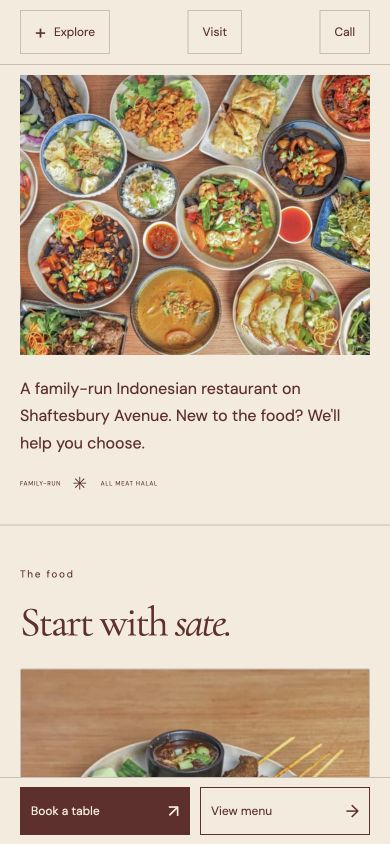 + Explore
Visit
Call
A family-run Indonesian restaurant on
Shaftesbury Avenue. New to the food? We'll
help you choose.
FAMILY-RUN ALL MEAT HALAL
The food
Start with sate.
Book a table
View menu